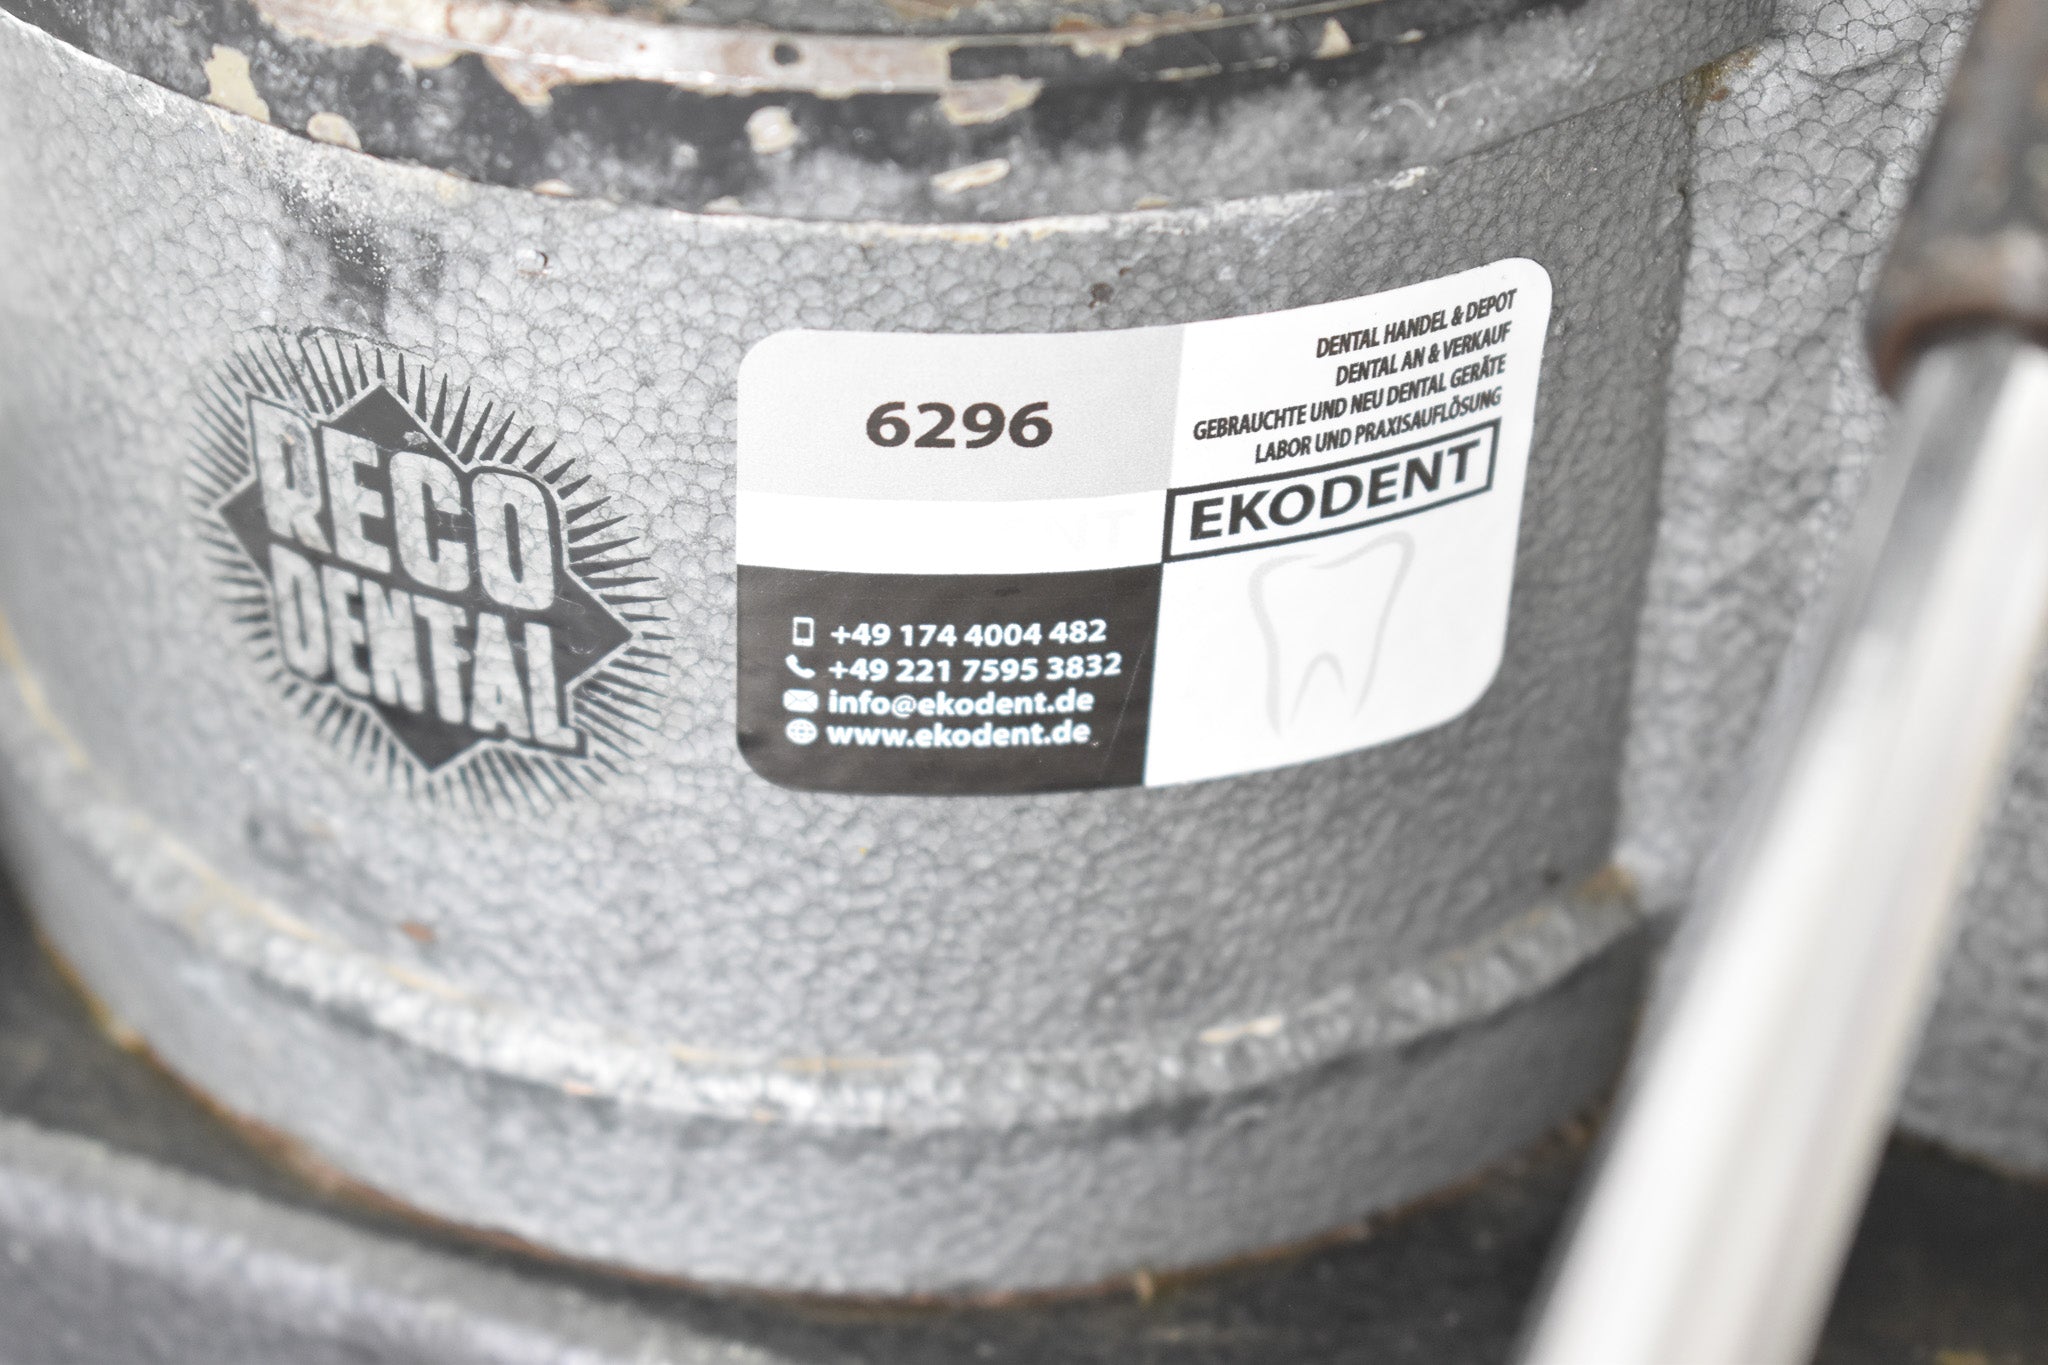 RECO
DENTAL
6296
DENTAL HANDEL & DEPOT
DENTAL AN & VERKAUF
GEBRAUCHTE UND NEU DENTAL GERÄTE
LABOR UND PRAXISAUFLÖSUNG
EKODENT
+49 174 4004 482
+49 221 7595 3832
info@ekodent.de
www.ekodent.de